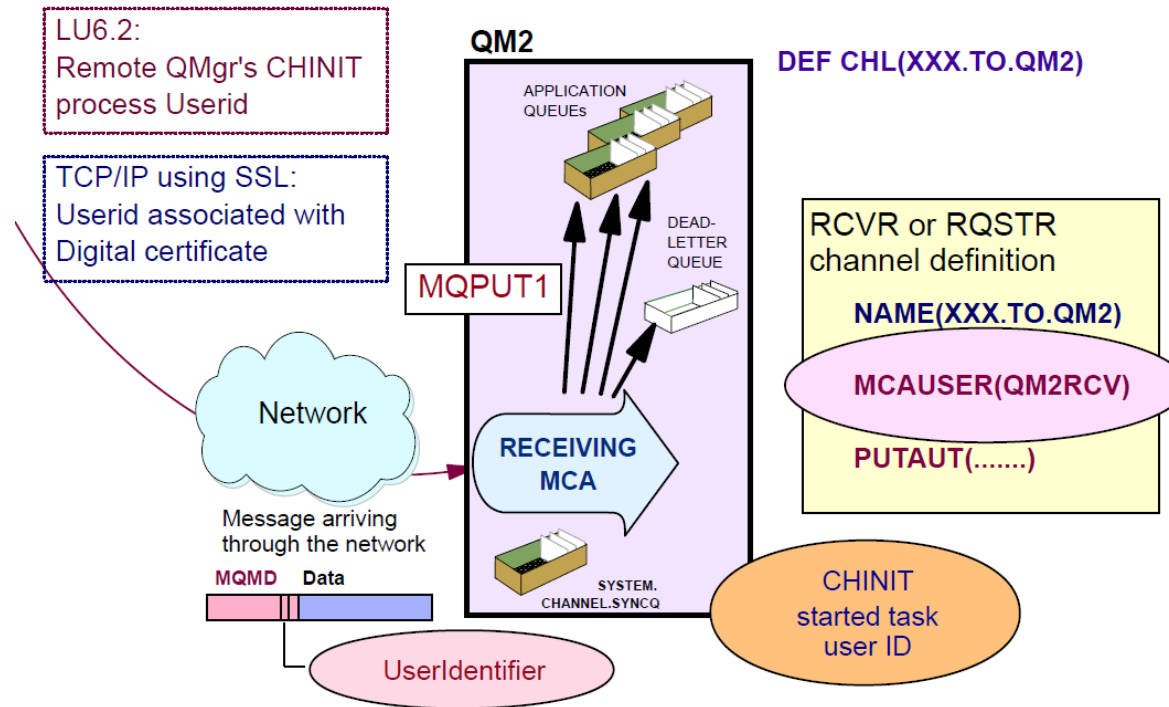 LU6.2:
Remote QMgr's CHINIT
process Userid
TCP/IP using SSL:
Userid associated with
Digital certificate
QM2
DEF CHL(XXX.TO.QM2)
APPLICATION
QUEUEs
DEAD-
LETTER
QUEUE
MQPUT1
RCVR or RQSTR
channel definition
NAME(XXX.TO.QM2)
MCAUSER(QM2RCV)
PUTAUT(.......)
Network
RECEIVING
MCA
Message arriving
through the network
MQMD Data
UserIdentifier
SYSTEM.
CHANNEL.SYNCQ
CHINIT
started task
user ID